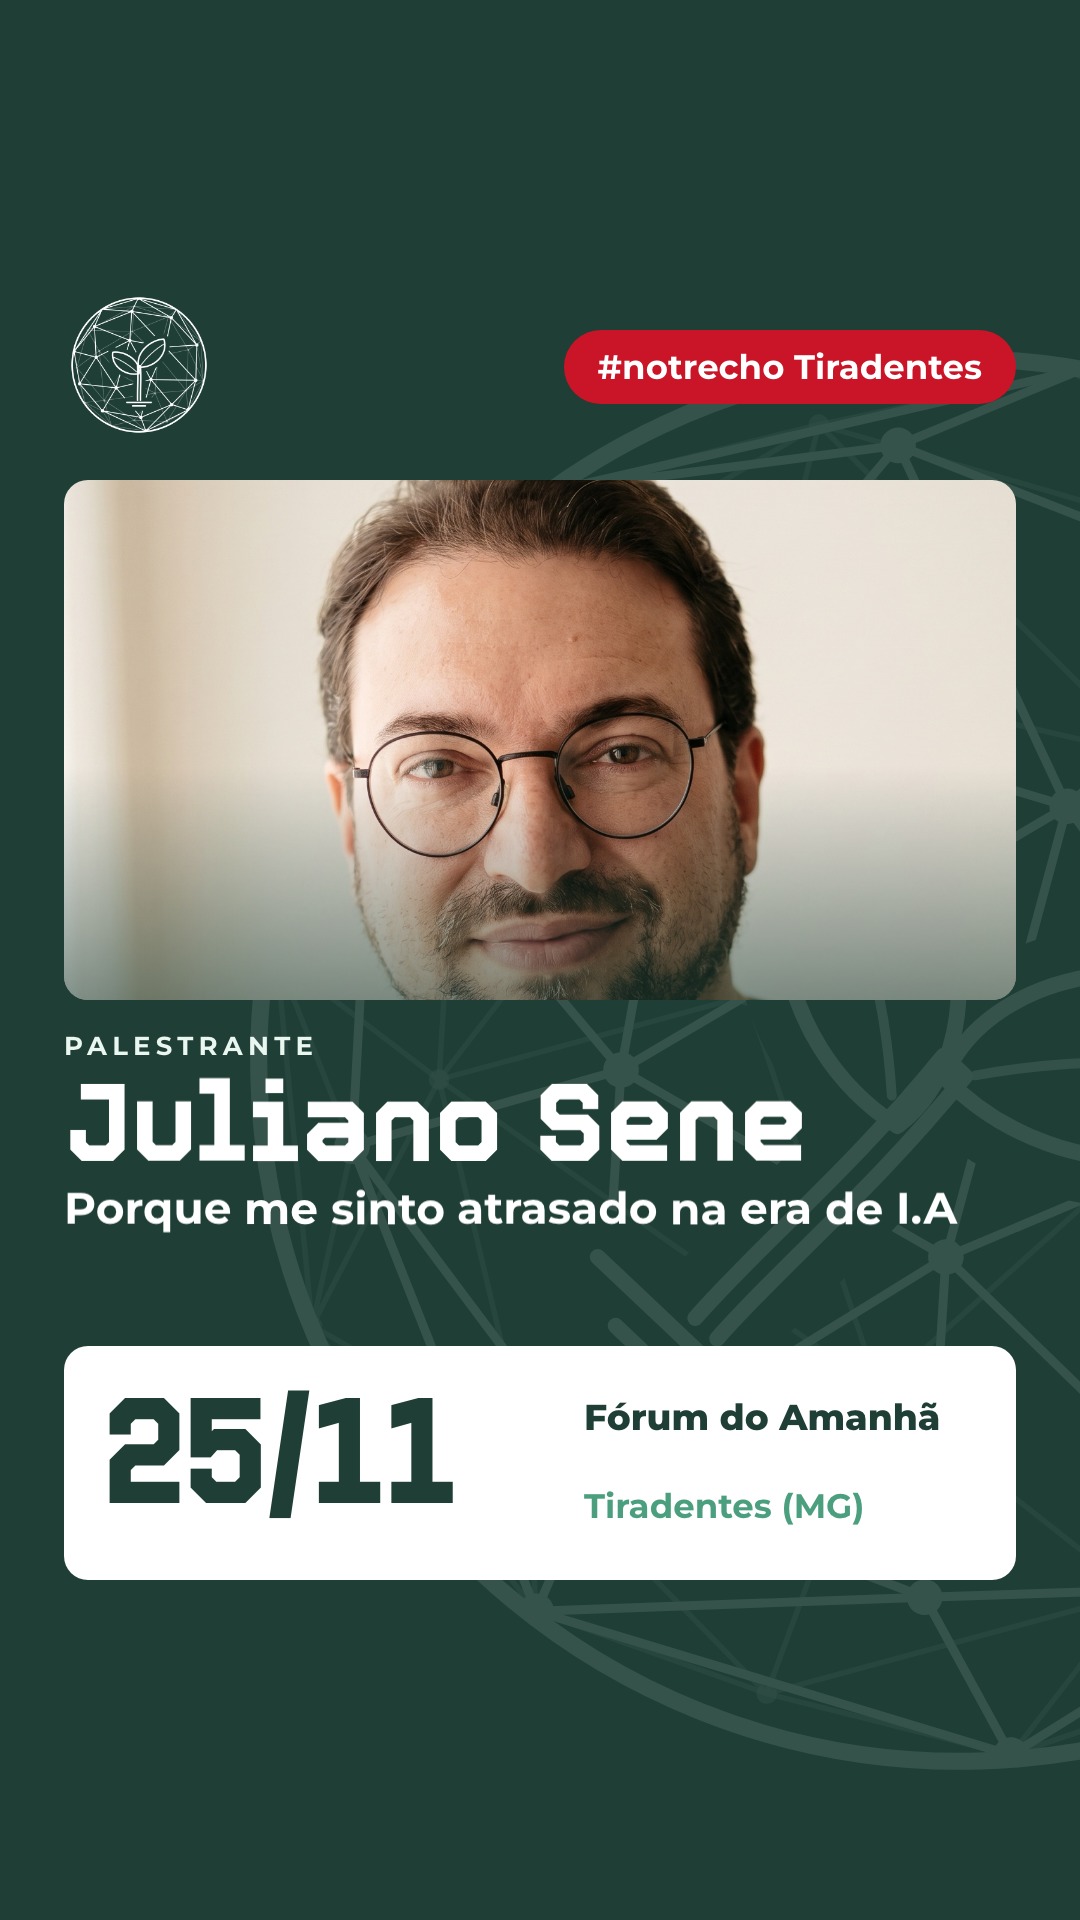 #notrecho Tiradentes
PALESTRANTE
Juliano Sene
Porque me sinto atrasado na era de I.A
25/11
Fórum do Amanhã
Tiradentes (MG)